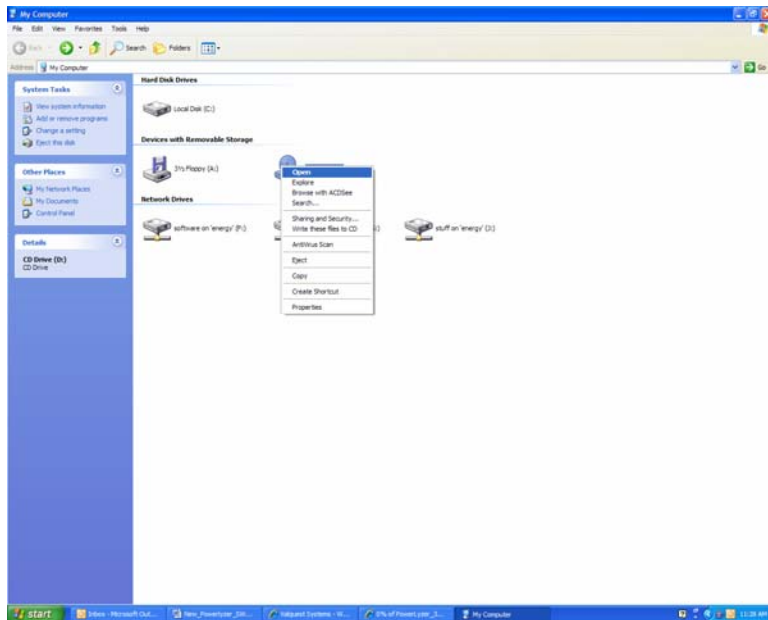 My Computer
File Edit View Favorites Tools Help
Back Search Folders
Address My Computer Go
System Tasks
View system information
Add or remove programs
Change a setting
Eject this disk
Other Places
My Network Places
My Documents
Control Panel
Details
CD Drive (D:)
CD Drive
Hard Disk Drives
Local Disk (C:)
Devices with Removable Storage
3½ Floppy (A:)
Network Drives
software on 'energy' (P:)
stuff on 'energy'
Open
Explore
Browse with ACDSee
Search...
Sharing and Security...
Write these files to CD
AntiVirus Scan
Eject
Copy
Create Shortcut
Properties
start
Inbox - Microsoft Out...
My Computer
11:28 AM